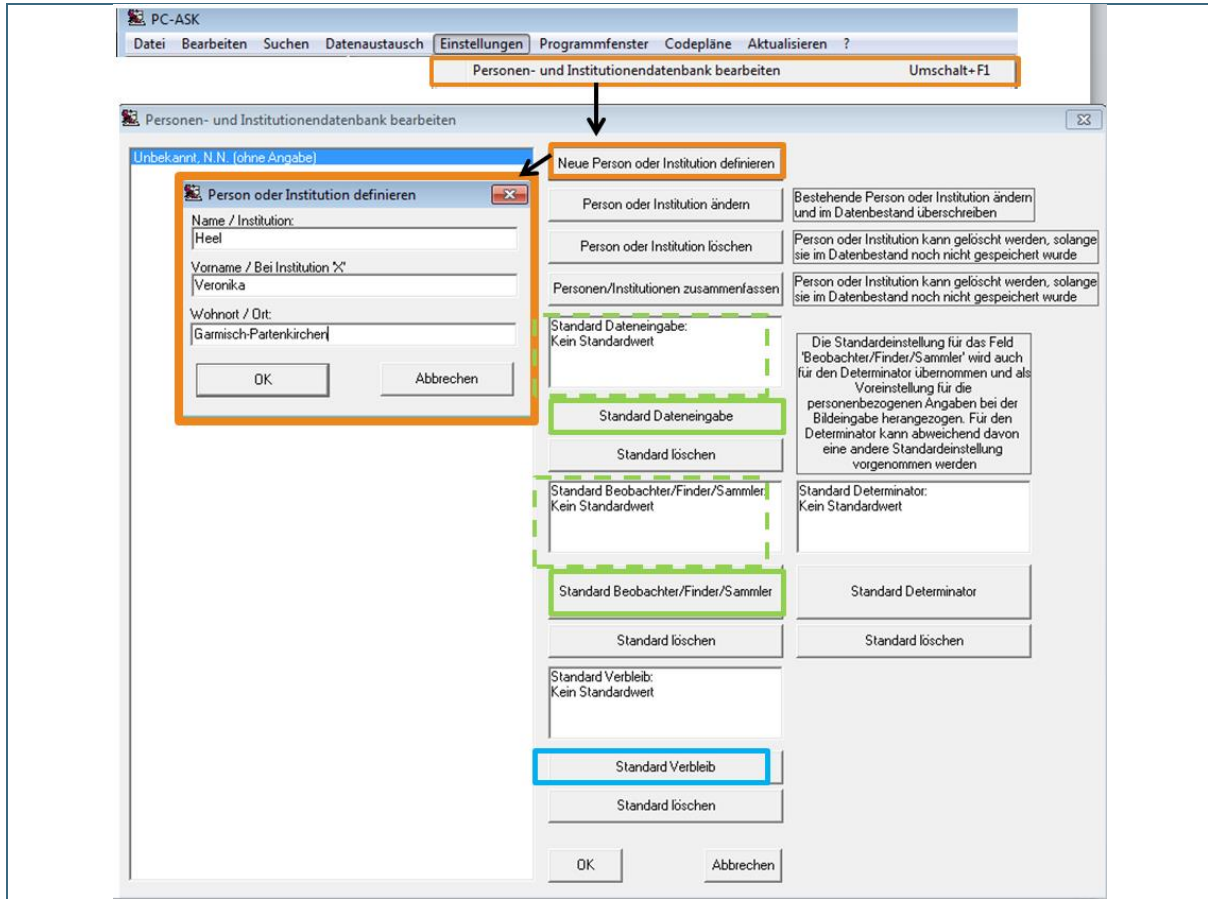 PC-ASK
Datei Bearbeiten Suchen Datenaustausch Einstellungen Programmfenster Codepläne Aktualisieren ?
Personen- und Institutionendatenbank bearbeiten Umschalt+F1
Personen- und Institutionendatenbank bearbeiten
Unbekannt, N.N. (ohne Angabe)
Person oder Institution definieren
Name / Institution:
Heel
Vorname / Bei Institution "X"
Veronika
Wohnort / Ort:
Garmisch-Partenkirchen
OK Abbrechen
Neue Person oder Institution definieren
Person oder Institution ändern
Bestehende Person oder Institution ändern
und im Datenbestand überschreiben
Person oder Institution löschen
Person oder Institution kann gelöscht werden, solange
sie im Datenbestand noch nicht gespeichert wurde
Personen/Institutionen zusammenfassen
Person oder Institution kann gelöscht werden, solange
sie im Datenbestand noch nicht gespeichert wurde
Standard Dateneingabe:
Kein Standardwert
Standard Dateneingabe
Standard löschen
Die Standardeinstellung für das Feld
'Beobachter/Finder/Sammler' wird auch
für den Determinator übernommen und als
Voreinstellung für die
personenbezogenen Angaben bei der
Bildeingabe herangezogen. Für den
Determinator kann abweichend davon
eine andere Standardeinstellung
vorgenommen werden
Standard Beobachter/Finder/Sammler:
Kein Standardwert
Standard Determinator:
Kein Standardwert
Standard Beobachter/Finder/Sammler
Standard Determinator
Standard löschen
Standard löschen
Standard Verbleib:
Kein Standardwert
Standard Verbleib
Standard löschen
OK Abbrechen